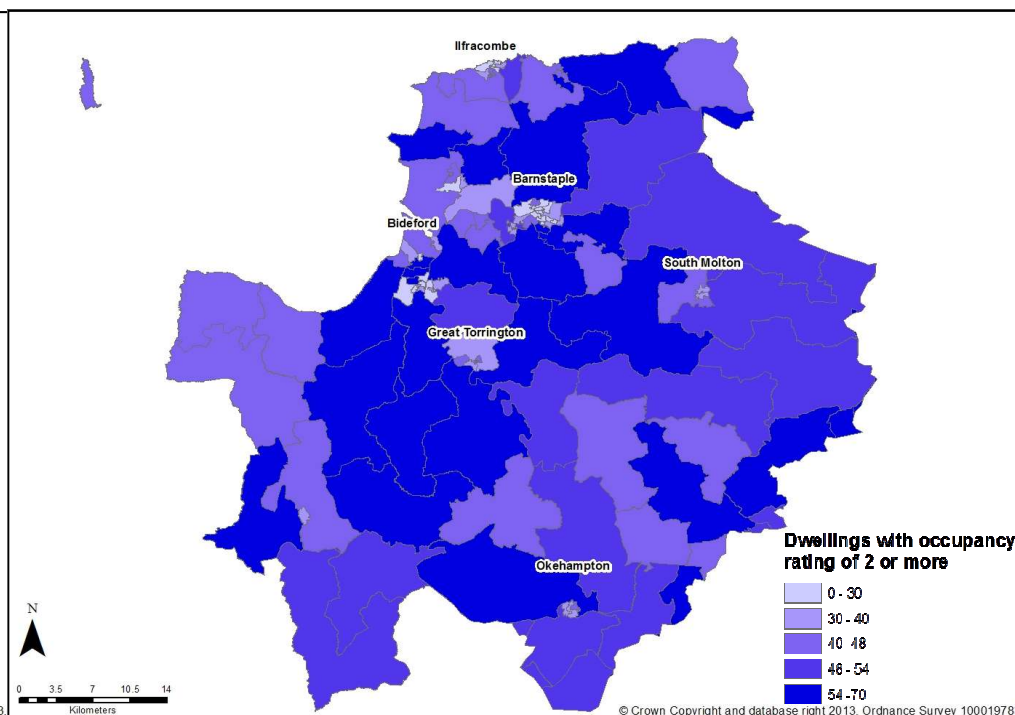 Ilfracombe
Barnstaple
Bideford
South Molton
Great Torrington
Okehampton
Dwellings with occupancy
rating of 2 or more
0 - 30
30 - 40
40 48
46 - 54
54 -70
N
0 3.5 7 10.5 14
Kilometers
3.
© Crown Copyright and database right 2013. Ordnance Survey 10001978